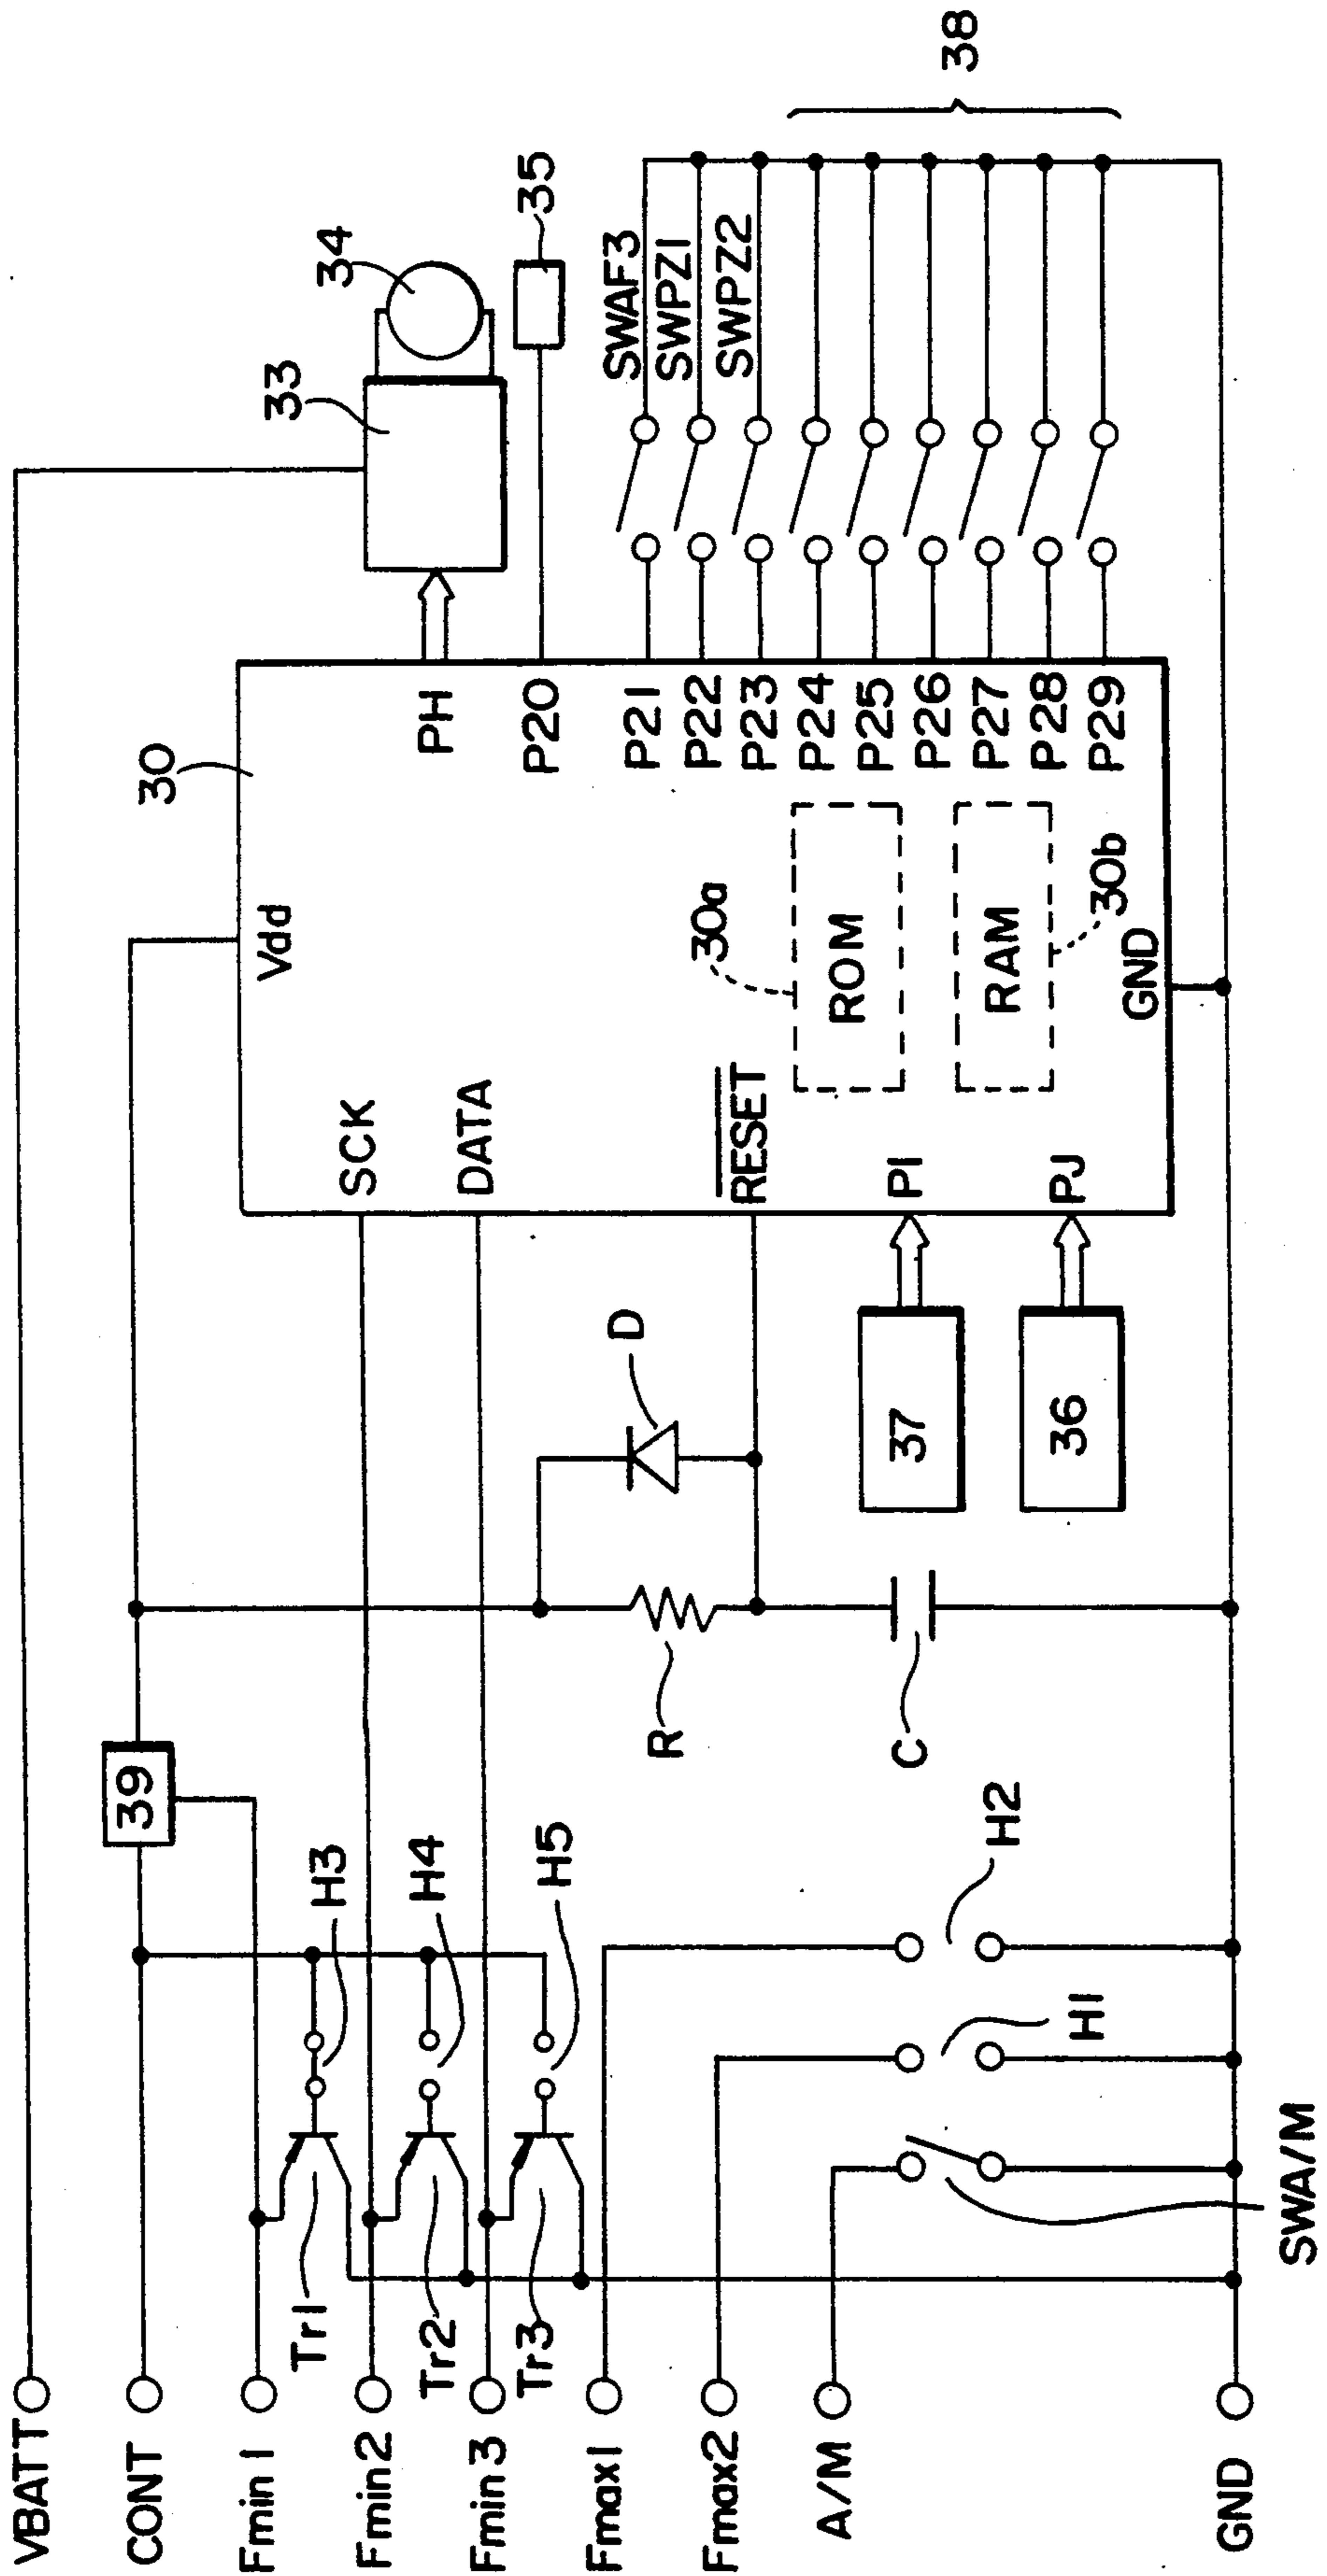 VBATT
CONT
Fmin1
Fmin2
Fmin3
Fmax1
Fmax2
A/M
GND
Tr1
Tr2
Tr3
H3
H4
H5
39
H1
H2
SWA/M
R
C
D
37
36
30
Vdd
SCK
DATA
RESET
PI
PJ
30a
ROM
RAM
30b
GND
PH
P20
P21
P22
P23
P24
P25
P26
P27
P28
P29
33
34
35
SWAF3
SWPZ1
SWPZ2
38